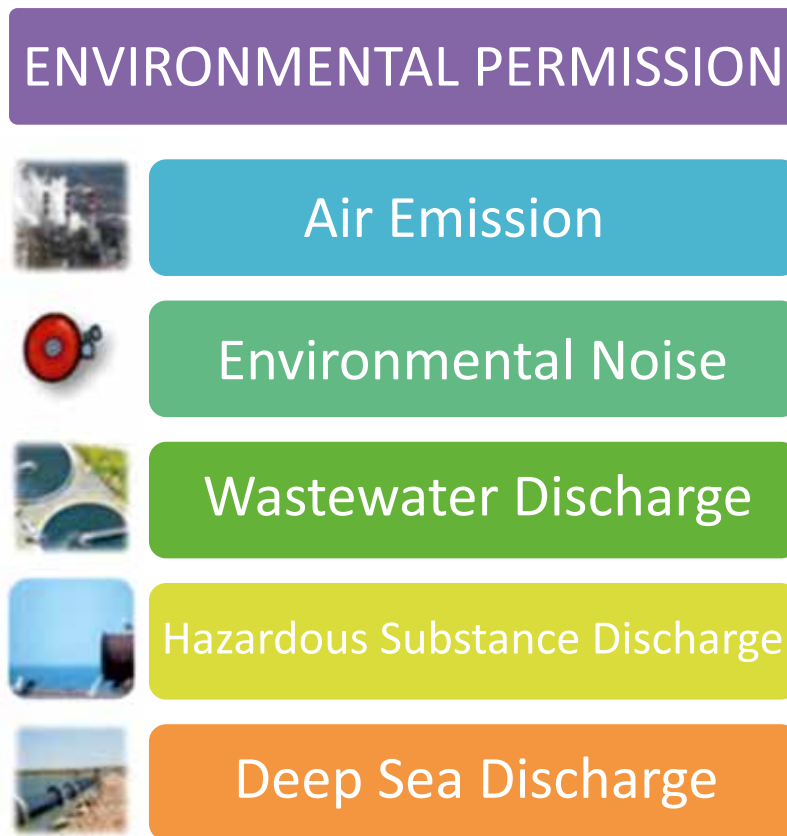 ENVIRONMENTAL PERMISSION
Air Emission
Environmental Noise
Wastewater Discharge
Hazardous Substance Discharge
Deep Sea Discharge